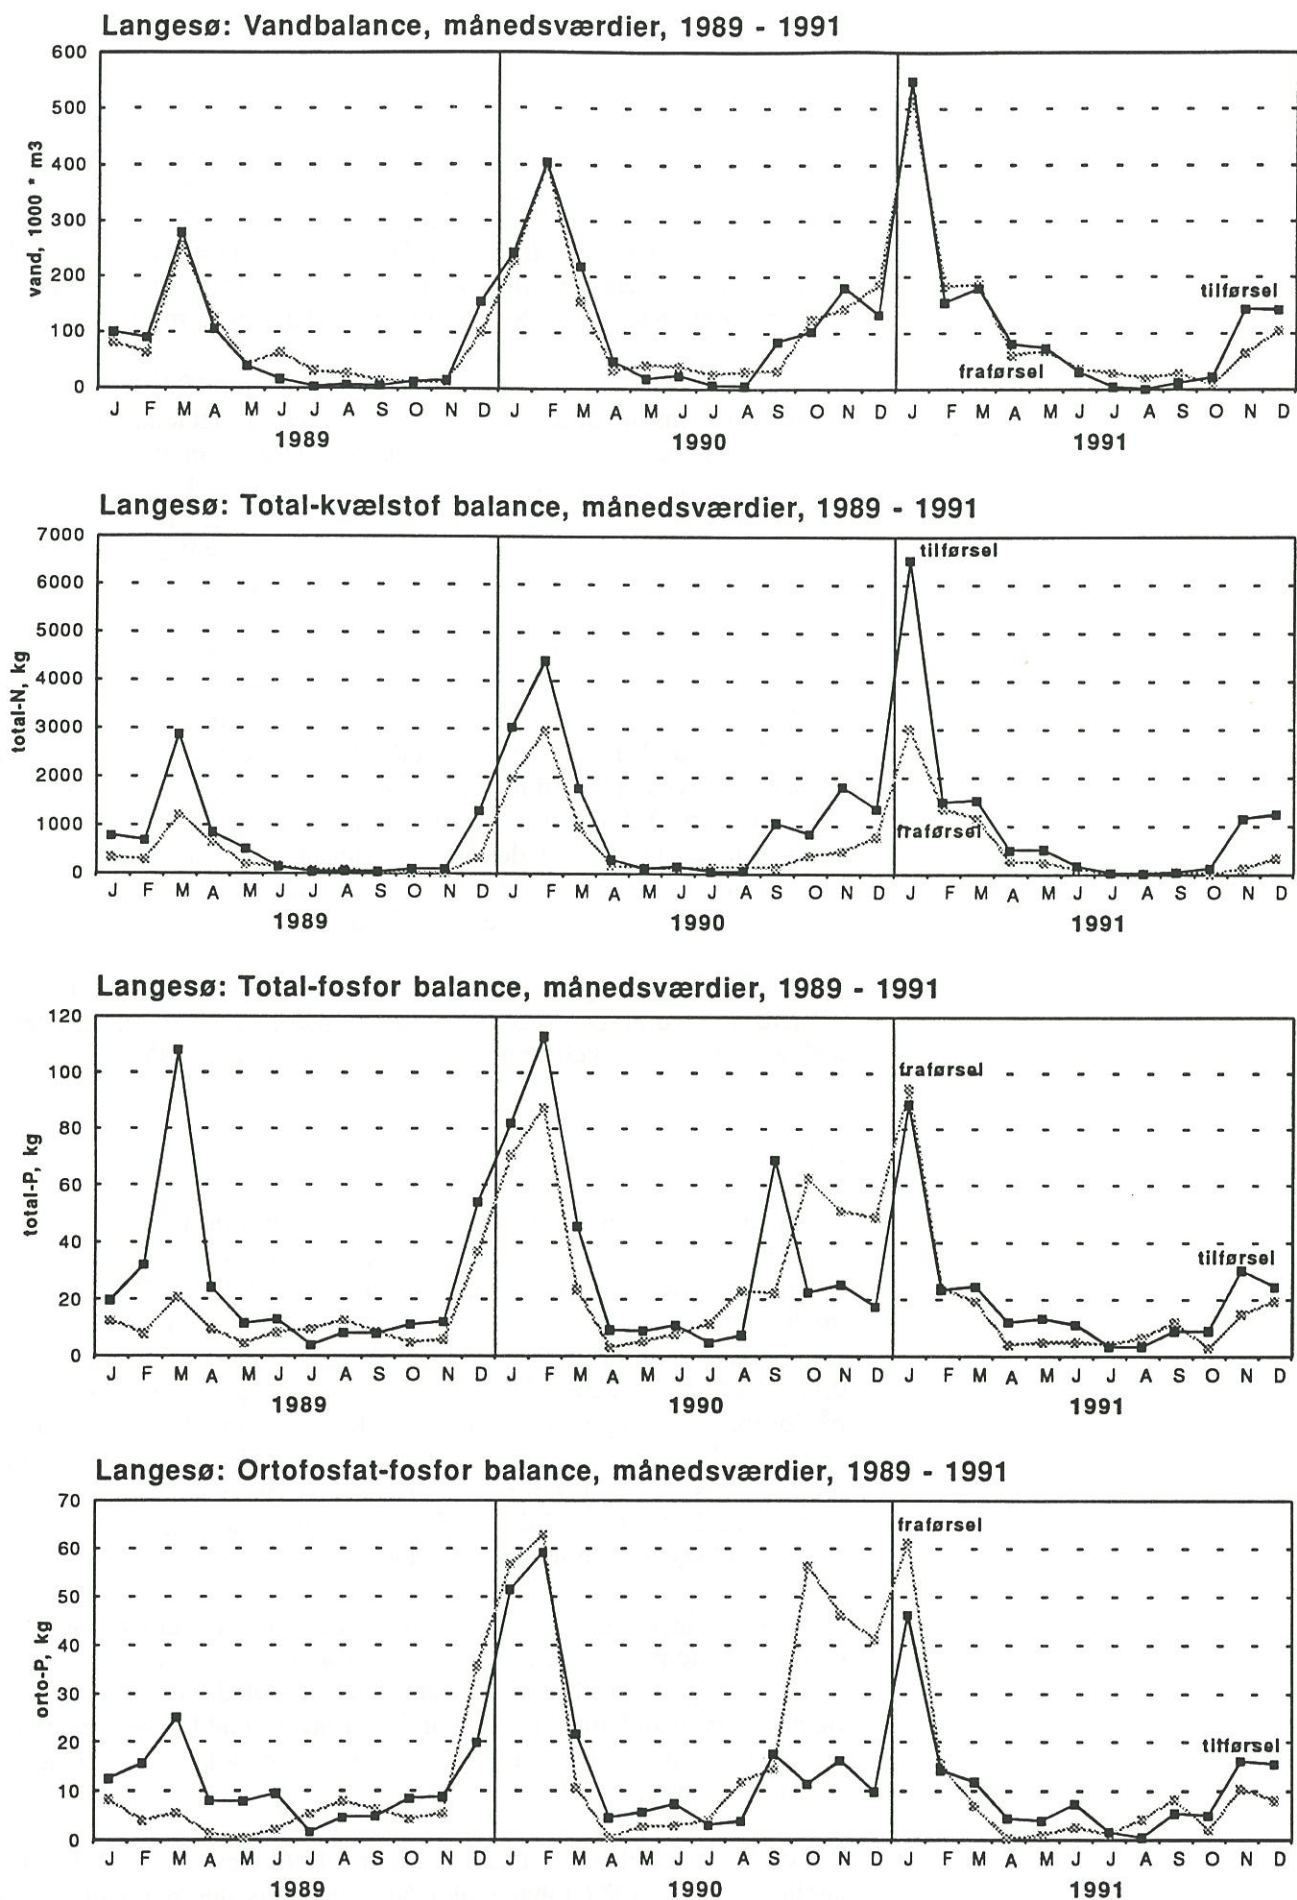 Langesø: Vandbalance, månedsværdier, 1989 - 1991
600
500
400
300
200
100
0
vand, 1000 * m3
tilførsel
fraførsel
J F M A M J J A S O N D J F M A M J J A S O N D J F M A M J J A S O N D
1989 1990 1991
Langesø: Total-kvælstof balance, månedsværdier, 1989 - 1991
7000
6000
5000
4000
3000
2000
1000
0
total-N, kg
tilførsel
fraførsel
J F M A M J J A S O N D J F M A M J J A S O N D J F M A M J J A S O N D
1989 1990 1991
Langesø: Total-fosfor balance, månedsværdier, 1989 - 1991
120
100
80
60
40
20
0
total-P, kg
fraførsel
tilførsel
J F M A M J J A S O N D J F M A M J J A S O N D J F M A M J J A S O N D
1989 1990 1991
Langesø: Ortofosfat-fosfor balance, månedsværdier, 1989 - 1991
70
60
50
40
30
20
10
0
orto-P, kg
fraførsel
tilførsel
J F M A M J J A S O N D J F M A M J J A S O N D J F M A M J J A S O N D
1989 1990 1991